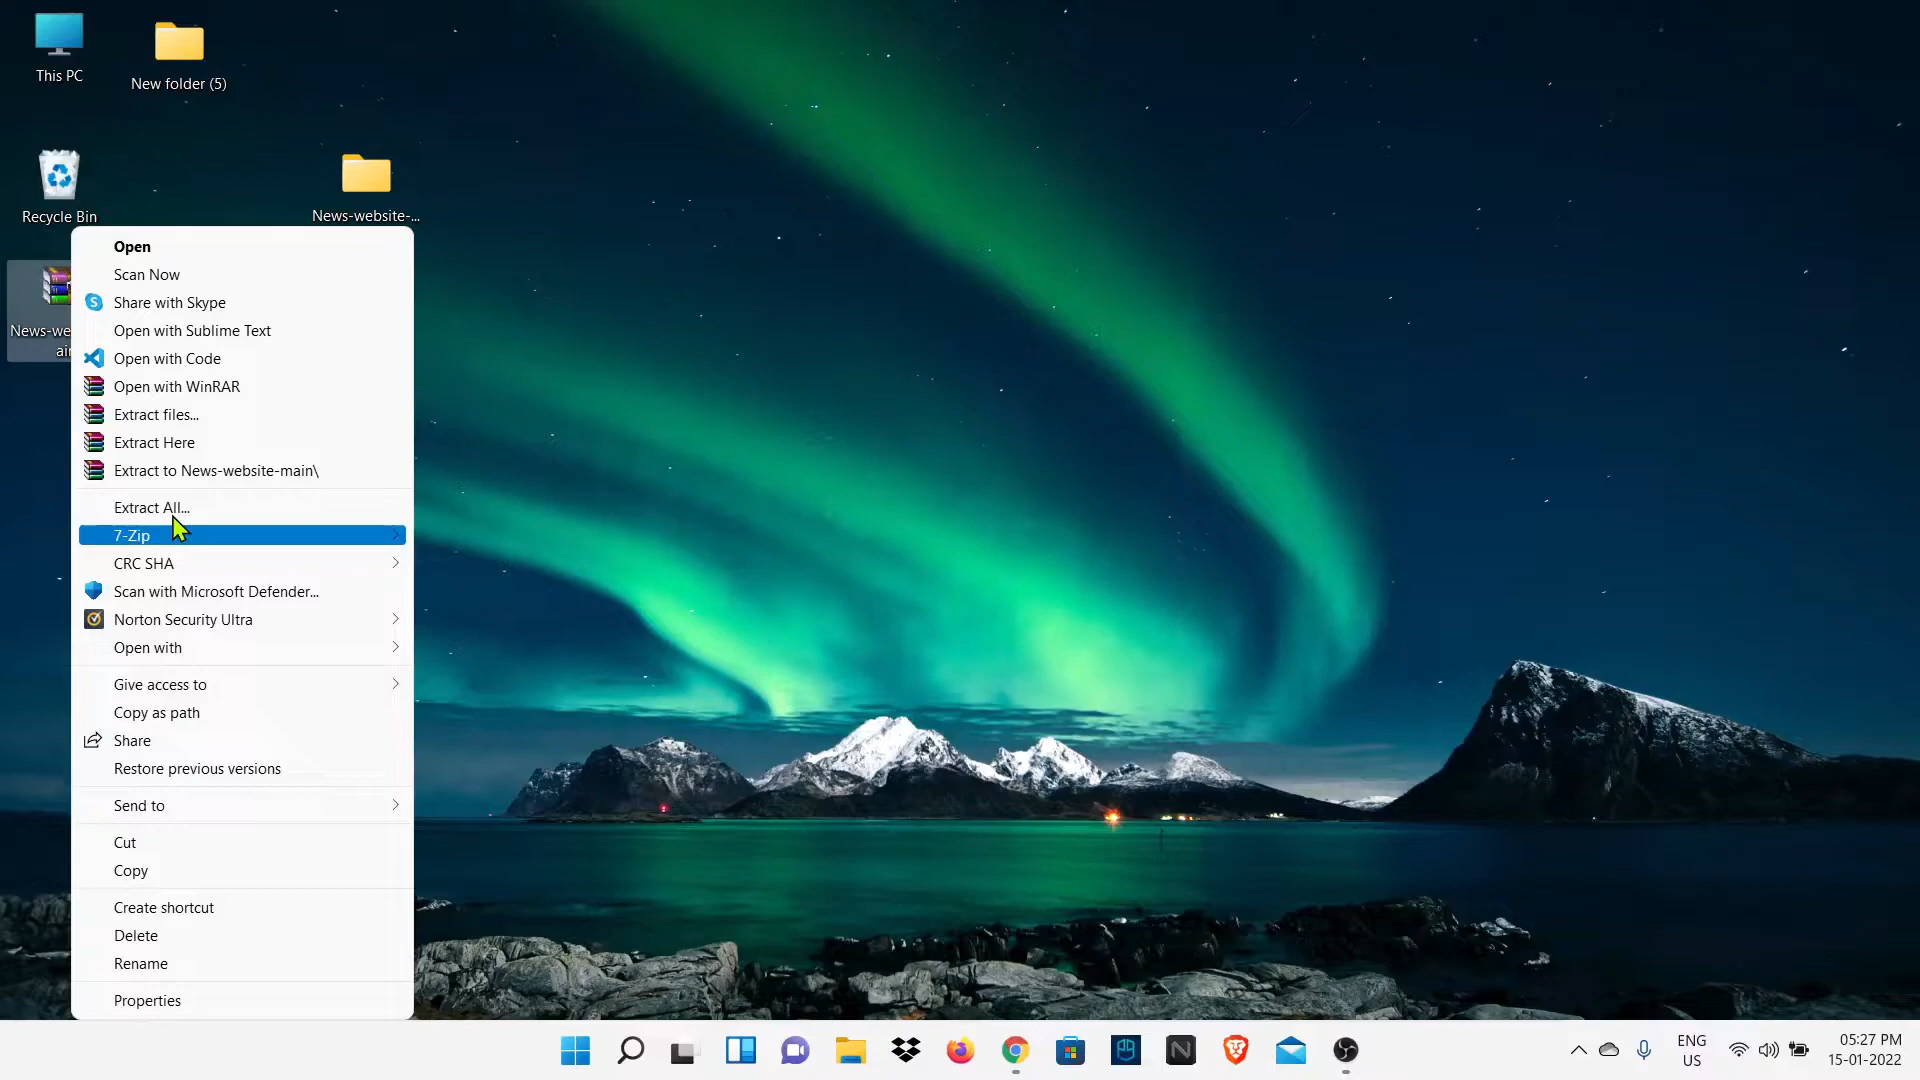 This PC
New folder (5)
Recycle Bin
News-website-...
News-we
air
Open
Scan Now
Share with Skype
Open with Sublime Text
Open with Code
Open with WinRAR
Extract files...
Extract Here
Extract to News-website-main\
Extract All...
7-Zip
CRC SHA
Scan with Microsoft Defender...
Norton Security Ultra
Open with
Give access to
Copy as path
Share
Restore previous versions
Send to
Cut
Copy
Create shortcut
Delete
Rename
Properties
ENG
US
05:27 PM
15-01-2022